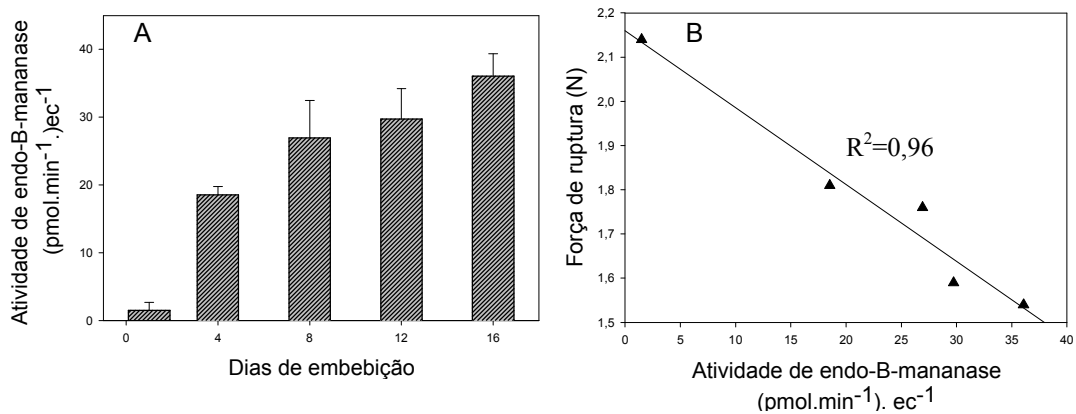 A
Atividade de endo-B-mananase
(pmol.min-1.)ec-1
40
30
20
10
0
0 4 8 12 16
Dias de embebição
B
Força de ruptura (N)
2,2
2,1
2,0
1,9
1,8
1,7
1,6
1,5
R²=0,96
0 5 10 15 20 25 30 35 40
Atividade de endo-B-mananase
(pmol.min-1). ec-1